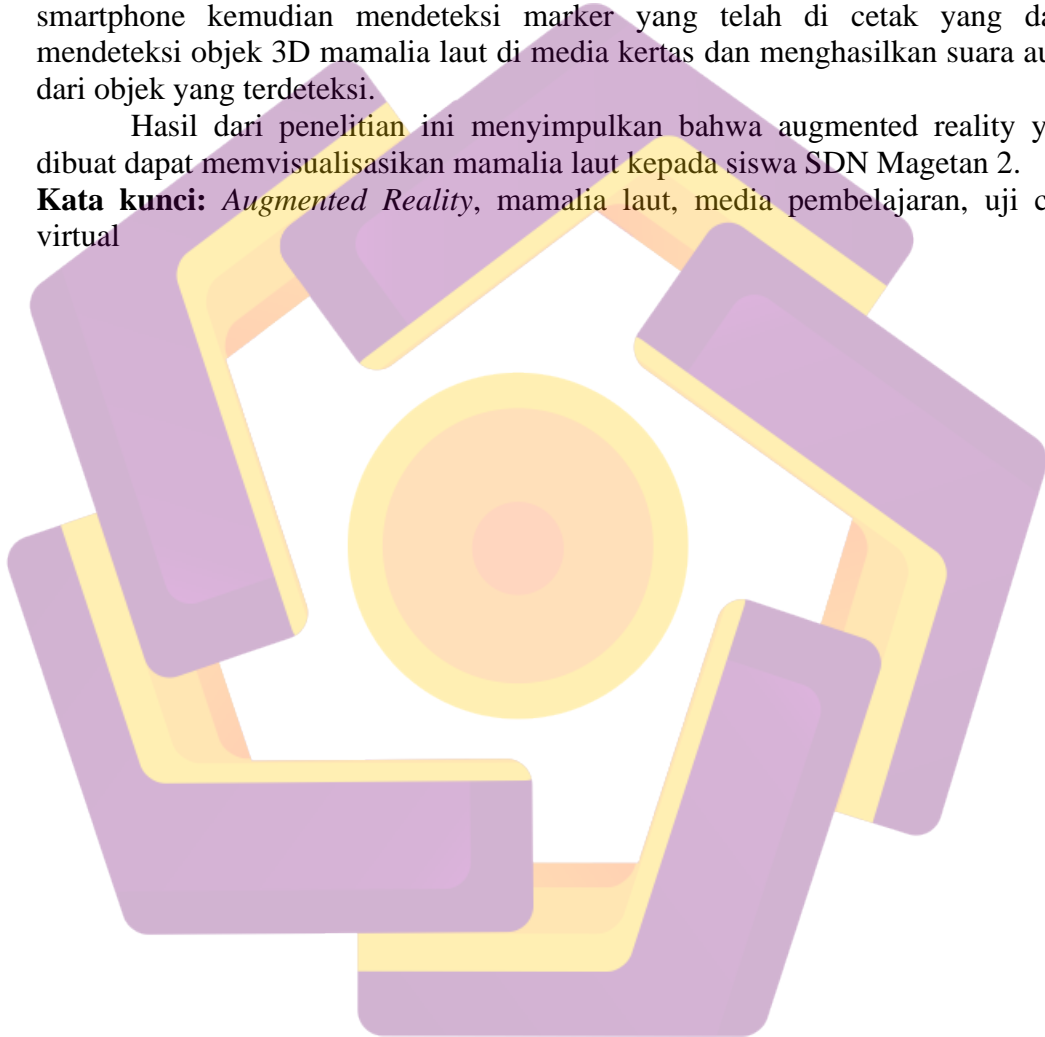 smartphone kemudian mendeteksi marker yang telah di cetak yang da
mendeteksi objek 3D mamalia laut di media kertas dan menghasilkan suara au
dari objek yang terdeteksi.
Hasil dari penelitian ini menyimpulkan bahwa augmented reality y
dibuat dapat memvisualisasikan mamalia laut kepada siswa SDN Magetan 2.
Kata kunci: Augmented Reality, mamalia laut, media pembelajaran, uji c
virtual